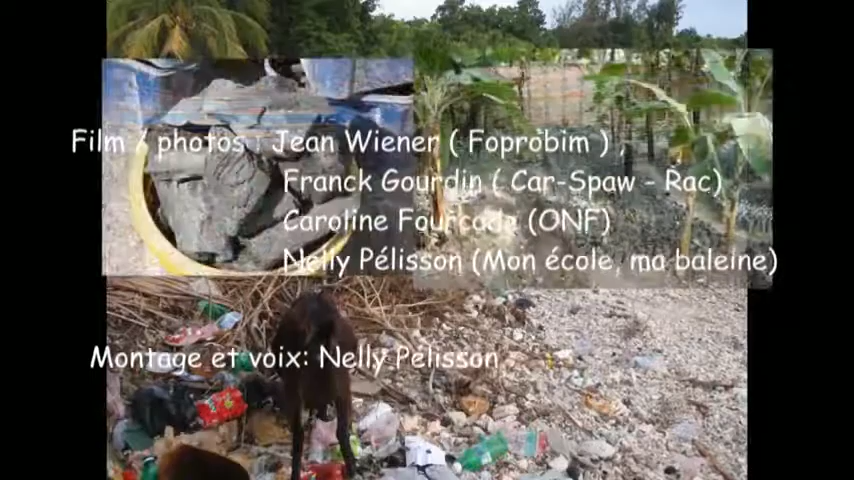 Film / photos : Jean Wiener ( Foprobim ) ,
Franck Gourdin ( Car-Spaw - Rac)
Caroline Fourcade (ONF)
Nelly Pélisson (Mon école, ma baleine)
Montage et voix: Nelly Pélisson